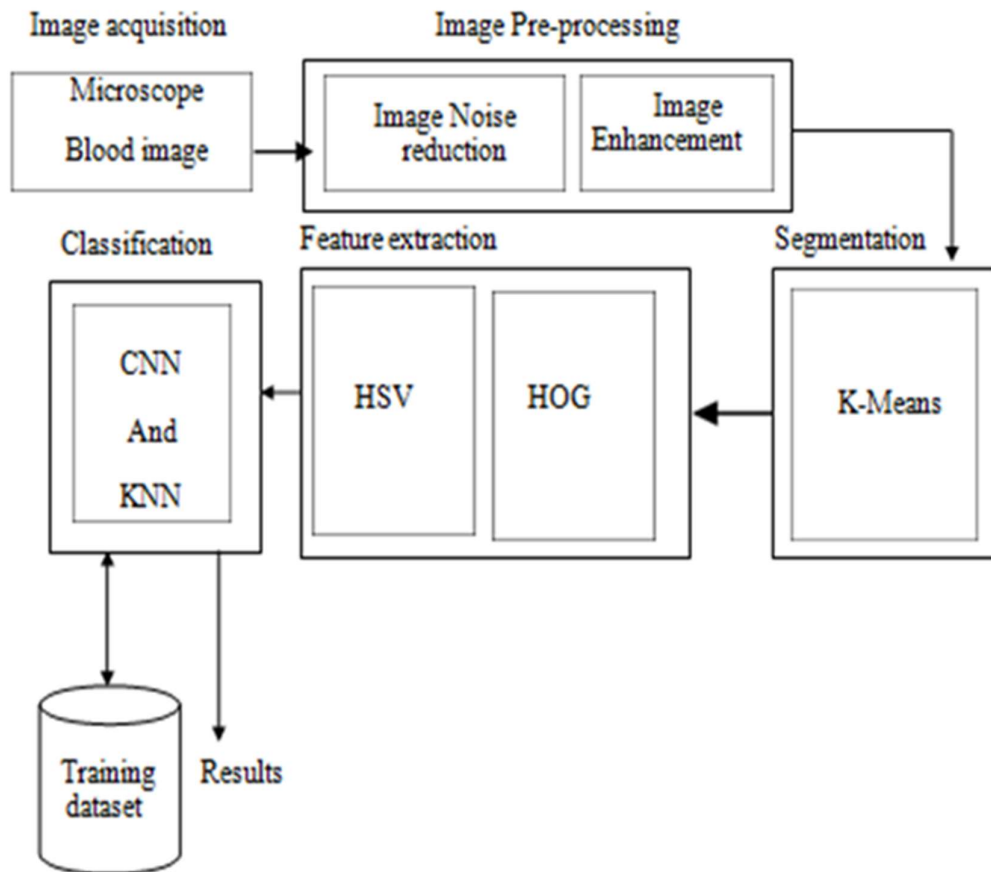 Image acquisition
Microscope
Blood image
Image Pre-processing
Image Noise
reduction
Image
Enhancement
Segmentation
K-Means
Feature extraction
HSV
HOG
Classification
CNN
And
KNN
Training
dataset
Results